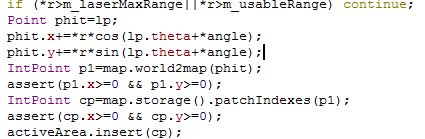 if (*r>m_laserMaxRange||*r>m_usableRange) continue;
Point phit=lp;
phit.x+=*r*cos(lp.theta+*angle);
phit.y+=*r*sin(lp.theta+*angle);
IntPoint p1=map.world2map(phit);
assert(p1.x>=0 && p1.y>=0);
IntPoint cp=map.storage().patchIndexes(p1);
assert(cp.x>=0 && cp.y>=0);
activeArea.insert(cp);